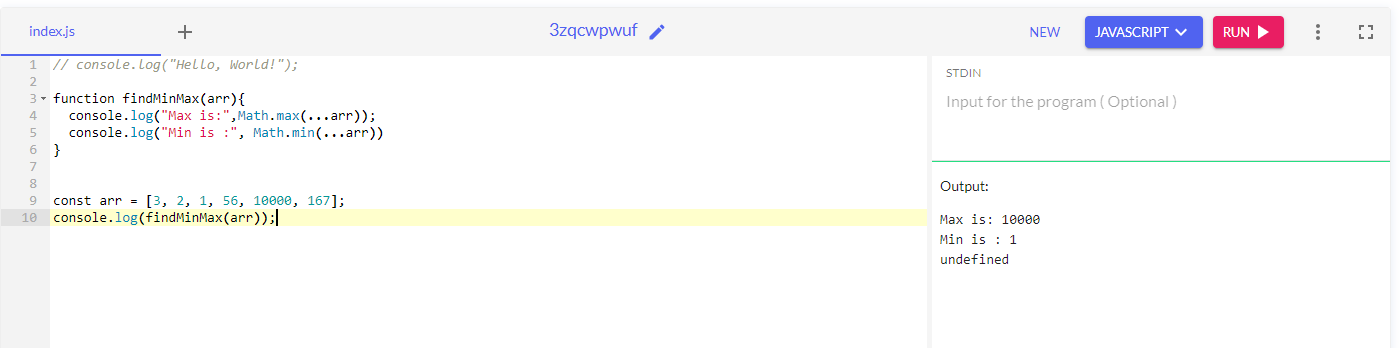 index.js + 3zqcwpwuf NEW JAVASCRIPT RUN
1 // console.log("Hello, World!");
2
3 function findMinMax(arr){
4   console.log("Max is:",Math.max(...arr));
5   console.log("Min is :", Math.min(...arr))
6 }
7
8
9 const arr = [3, 2, 1, 56, 10000, 167];
10 console.log(findMinMax(arr));
STDIN
Input for the program ( Optional )
Output:
Max is: 10000
Min is : 1
undefined